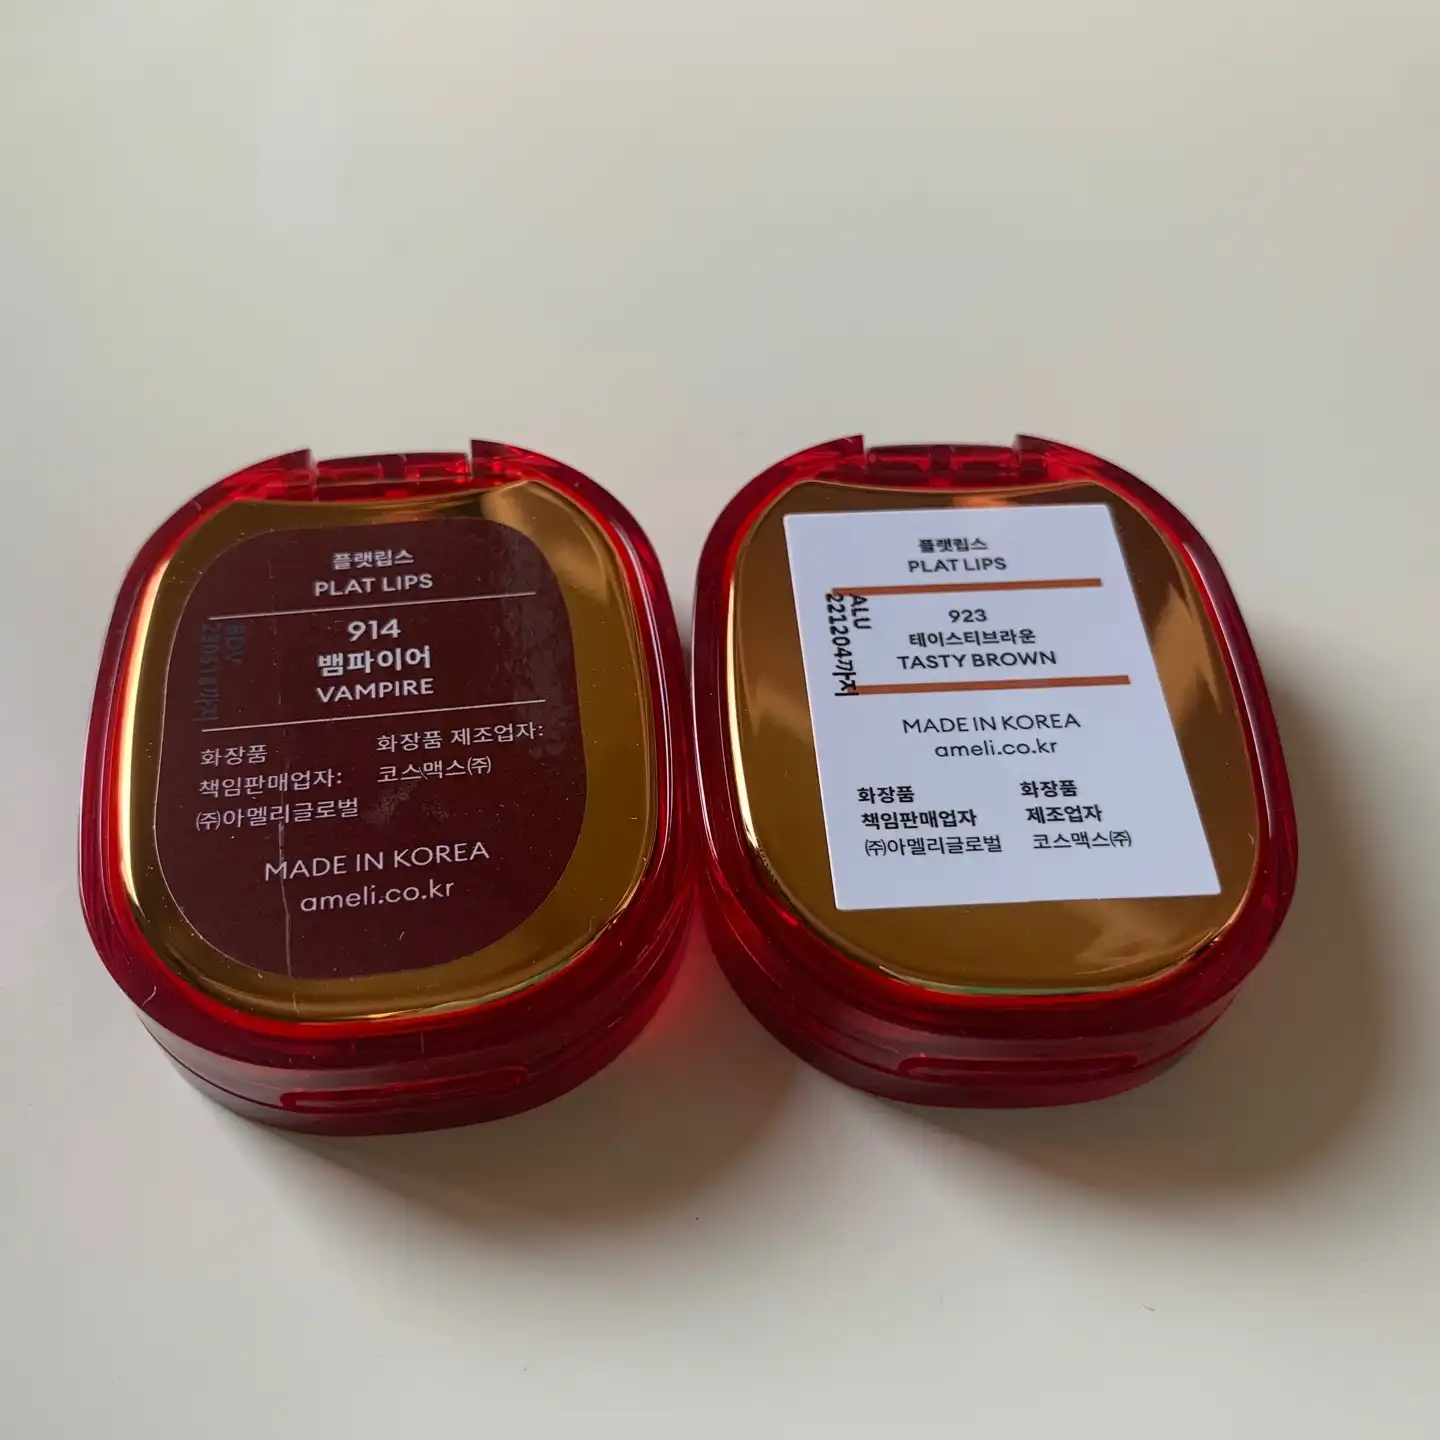 플랫립스
PLAT LIPS
914
뱀파이어
VAMPIRE
BDV
화장품
책임판매업자:
㈜아멜리글로벌
화장품 제조업자:
코스맥스㈜
MADE IN KOREA
ameli.co.kr
플랫립스
PLAT LIPS
923
테이스티브라운
TASTY BROWN
ALU
221204까지
MADE IN KOREA
ameli.co.kr
화장품
책임판매업자
㈜아멜리글로벌
화장품
제조업자
코스맥스㈜